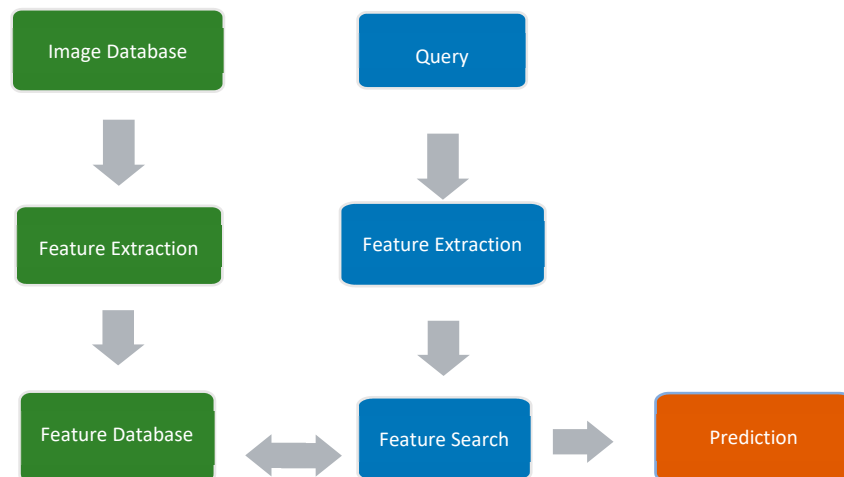 Image Database
Query
Feature Extraction
Feature Extraction
Feature Database
Feature Search
Prediction